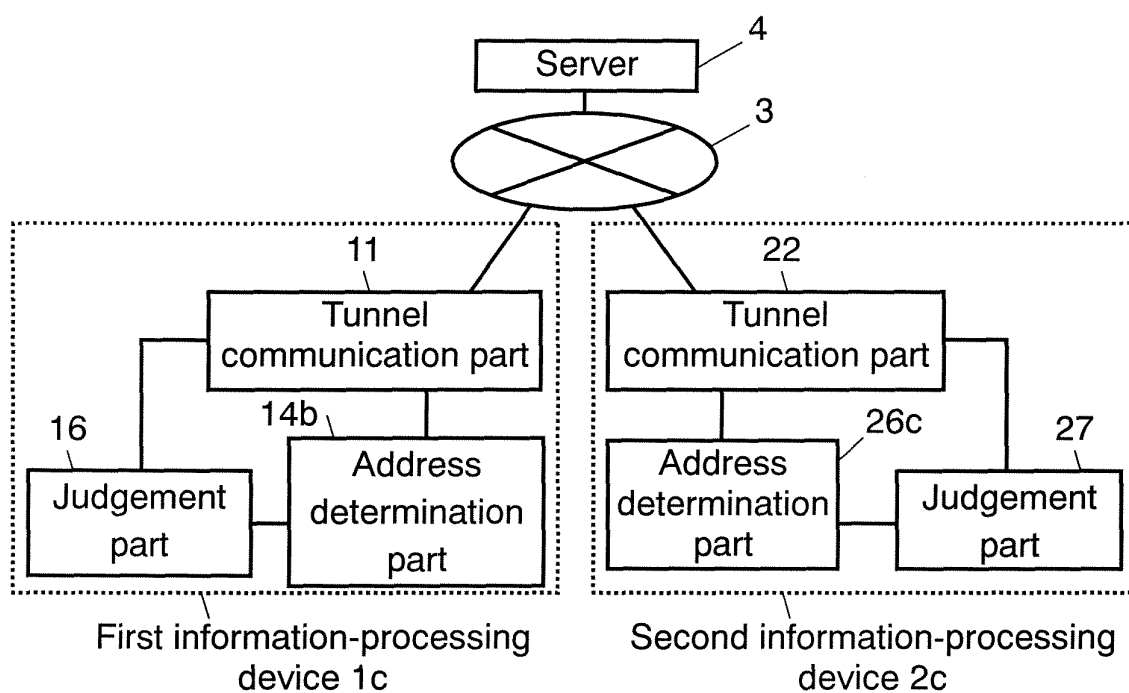 4
Server
3
11
Tunnel
communication part
22
Tunnel
communication part
16
Judgement
part
14b
Address
determination
part
26c
Address
determination
part
27
Judgement
part
First information-processing
device 1c
Second information-processing
device 2c